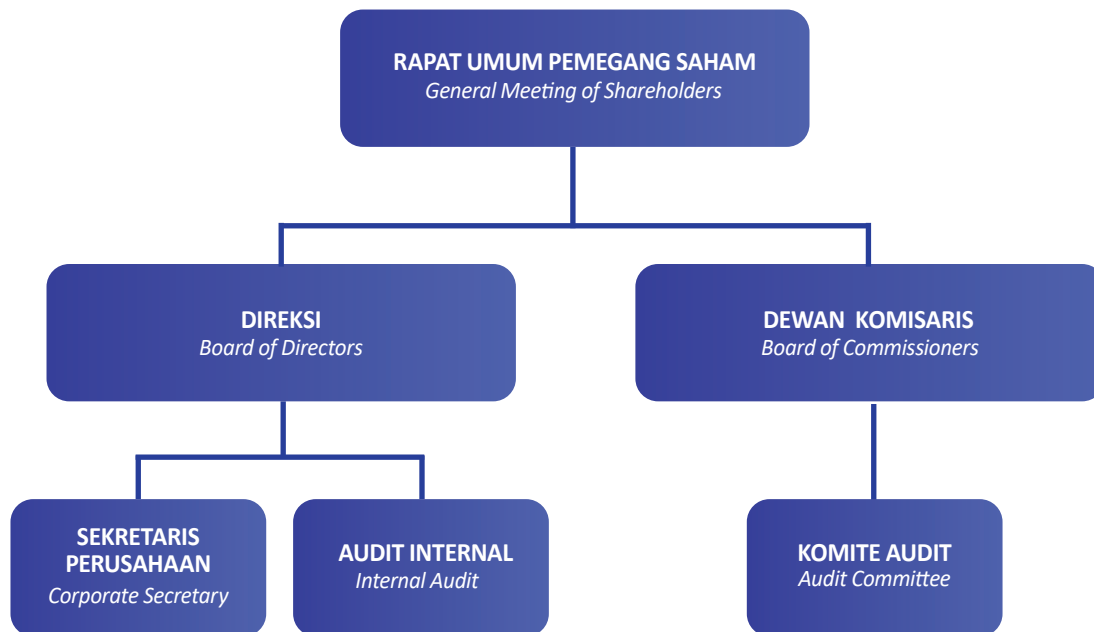 RAPAT UMUM PEMEGANG SAHAM
General Meeting of Shareholders
DIREKSI
Board of Directors
DEWAN KOMISARIS
Board of Commissioners
SEKRETARIS
PERUSAHAAN
Corporate Secretary
AUDIT INTERNAL
Internal Audit
KOMITE AUDIT
Audit Committee